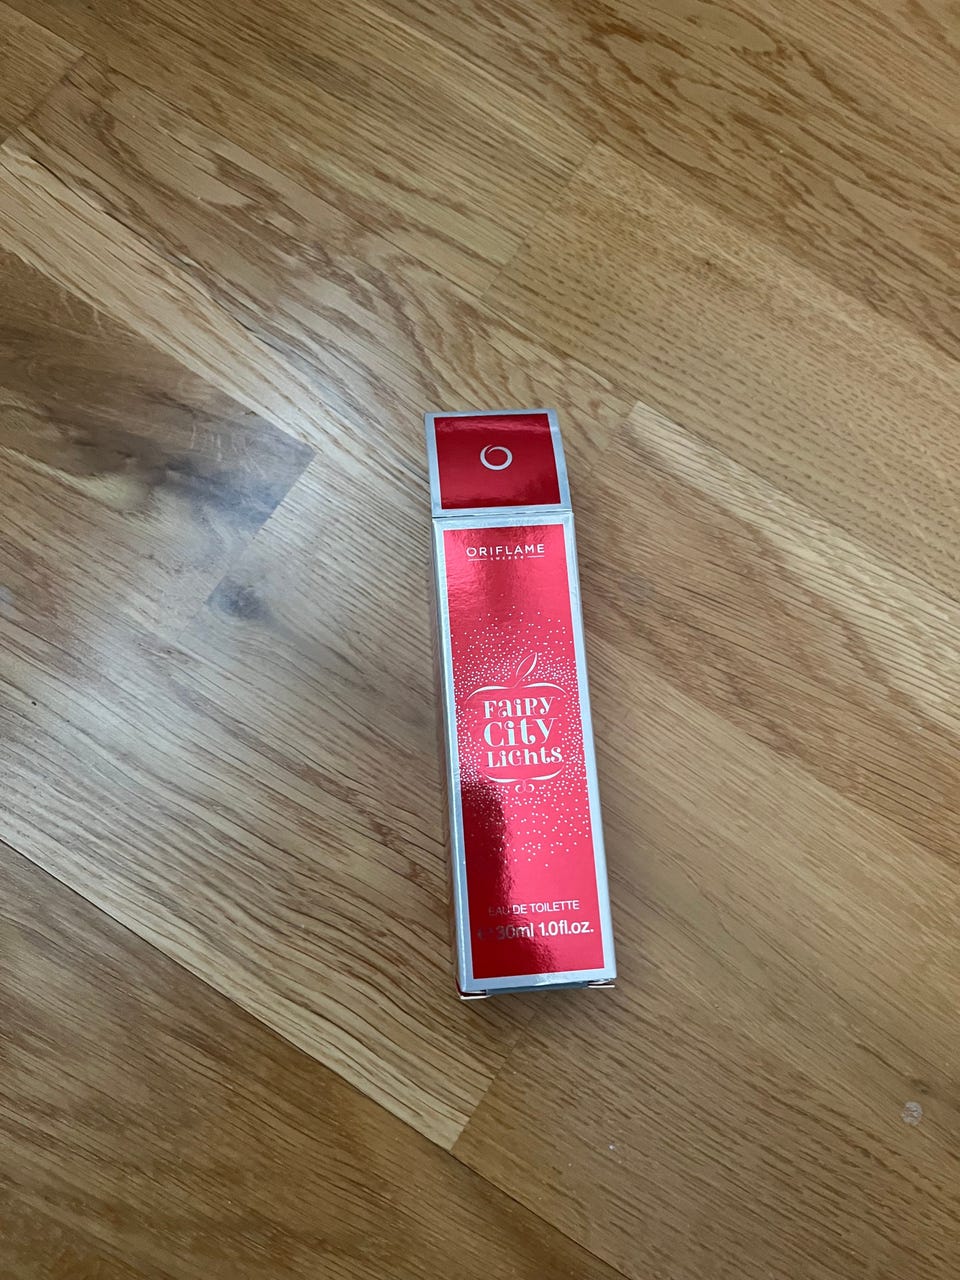 ORIFLAME
SWEDEN
FAIRY
City
LiGhts
EAU DE TOILETTE
e 30ml 1.0fl.oz.